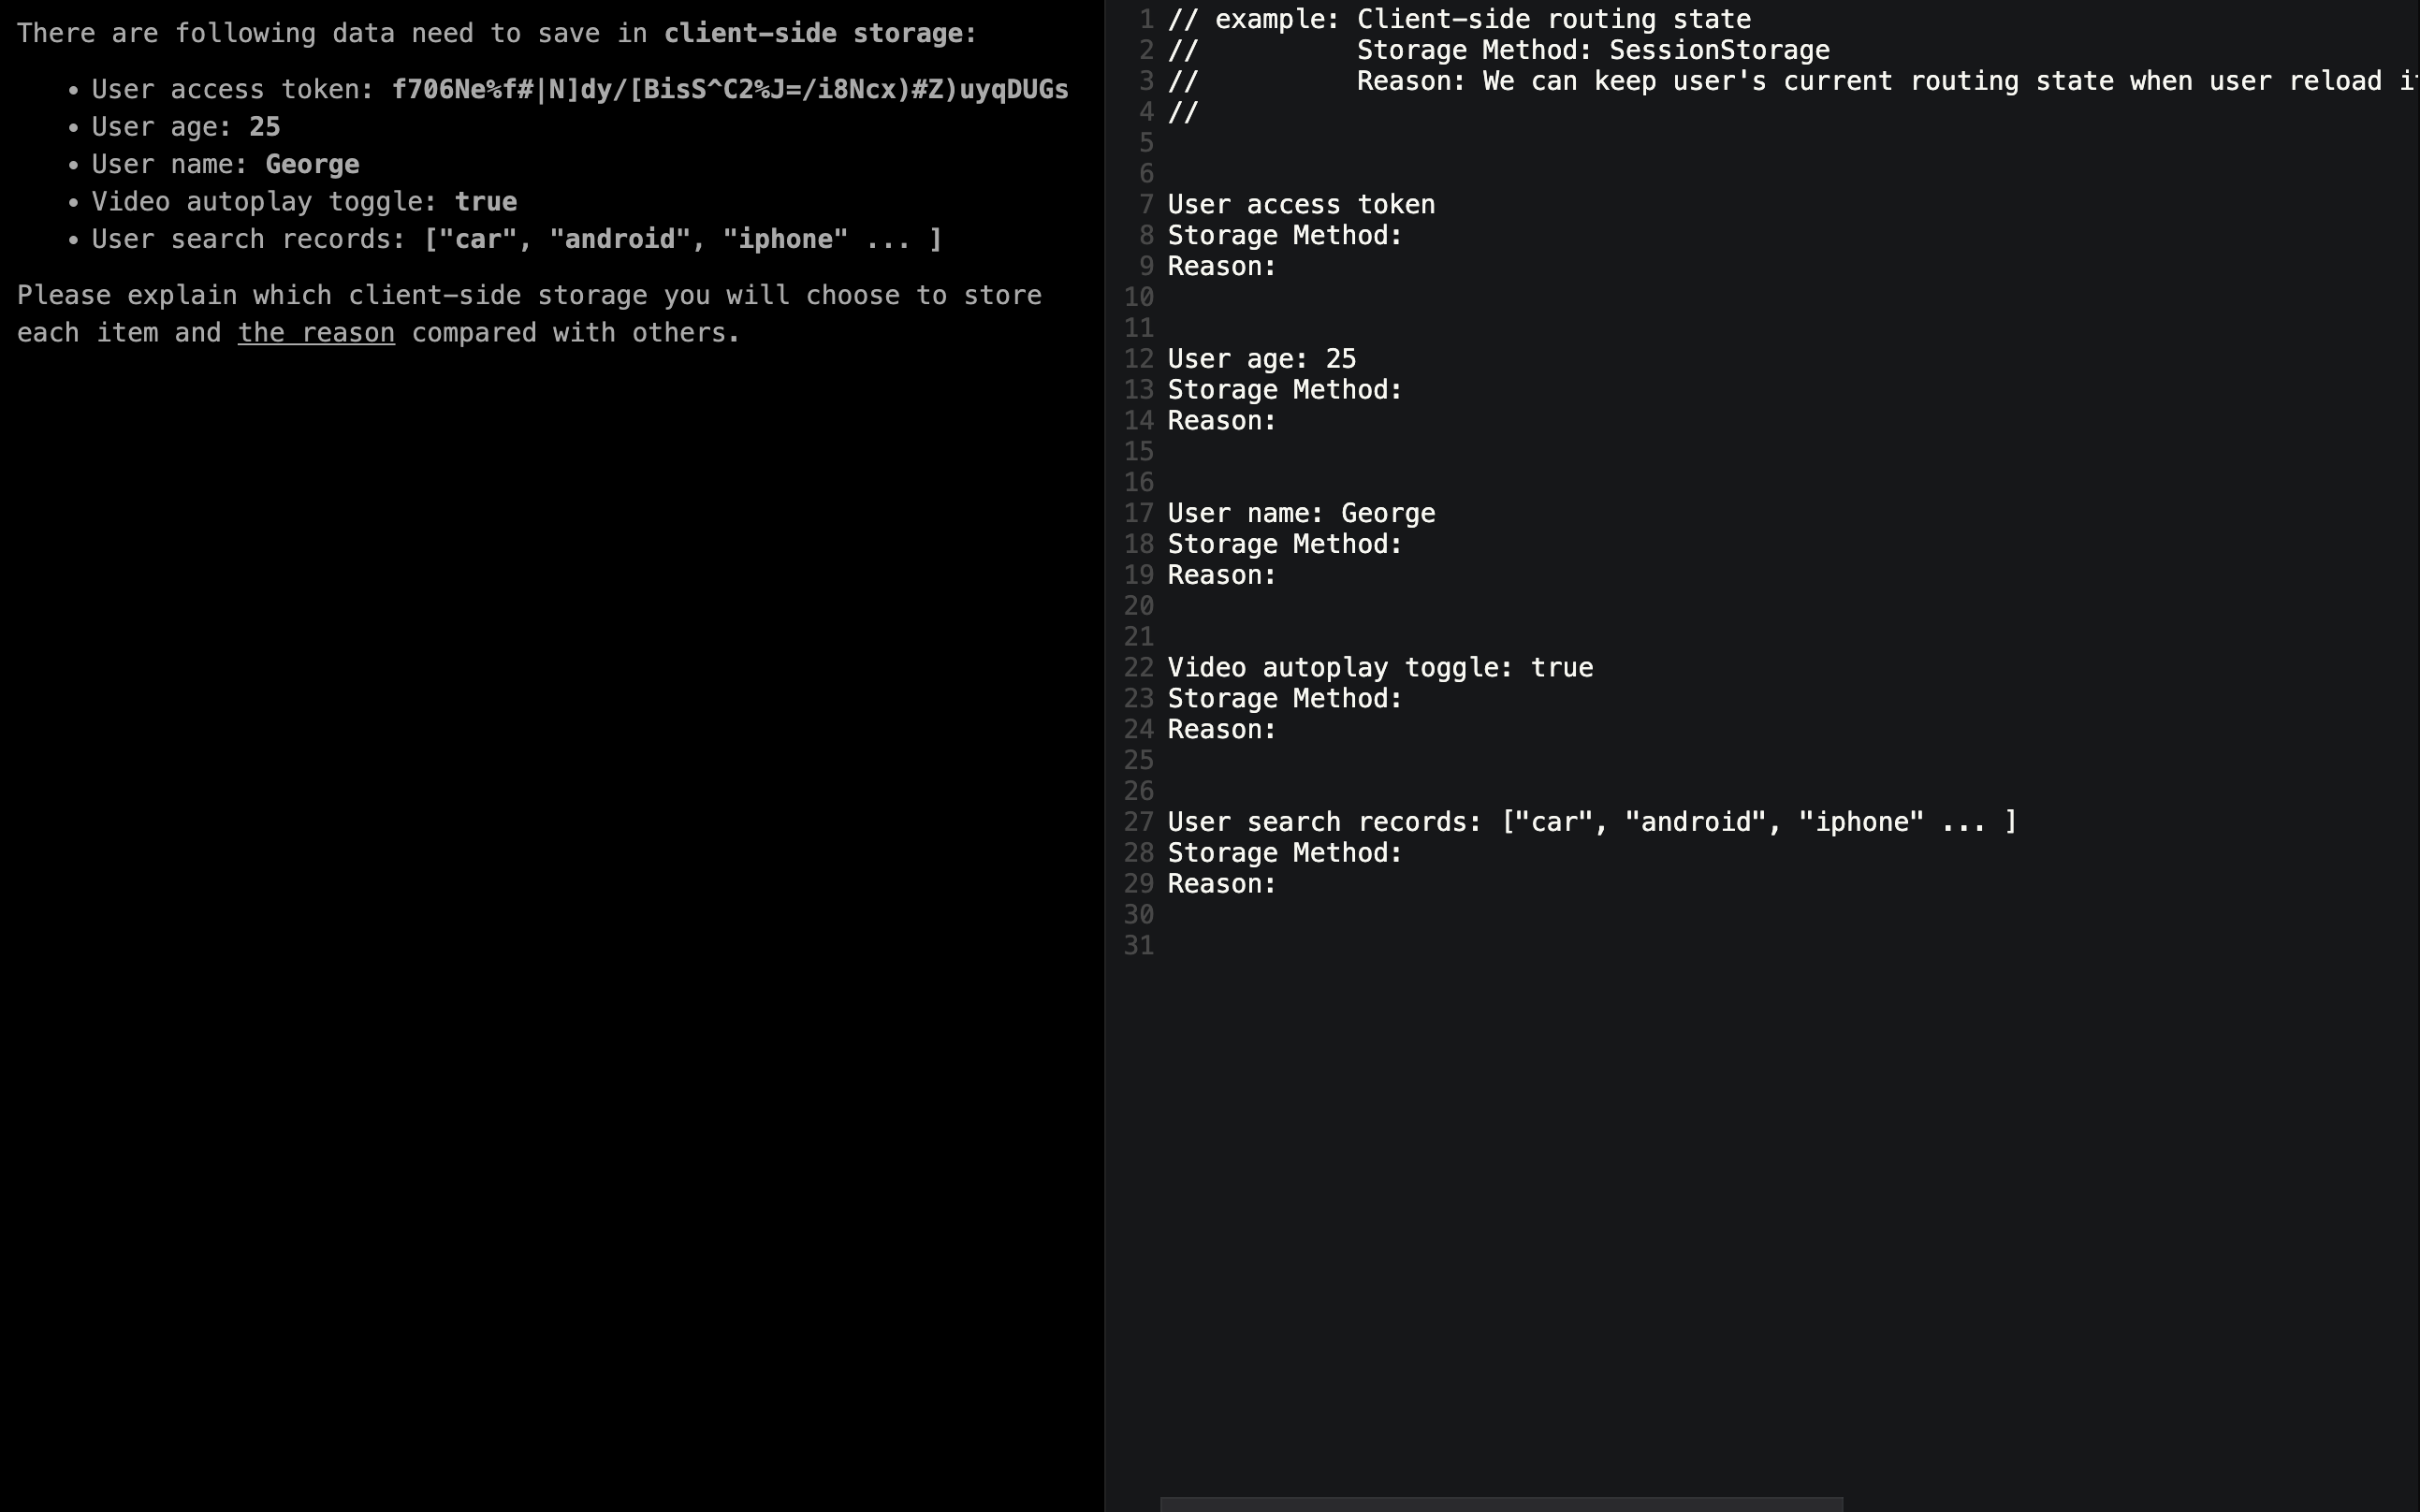 There are following data need to save in client-side storage:
• User access token: f706Ne%f#|N]dy/[BisS^C2%J=/i8Ncx)#Z)uyqDUGs
• User age: 25
• User name: George
• Video autoplay toggle: true
• User search records: ["car", "android", "iphone" ... ]
Please explain which client-side storage you will choose to store
each item and the reason compared with others.
1 // example: Client-side routing state
2 //          Storage Method: SessionStorage
3 //          Reason: We can keep user's current routing state when user reload
4 //
5
6
7 User access token
8 Storage Method:
9 Reason:
10
11
12 User age: 25
13 Storage Method:
14 Reason:
15
16
17 User name: George
18 Storage Method:
19 Reason:
20
21
22 Video autoplay toggle: true
23 Storage Method:
24 Reason:
25
26
27 User search records: ["car", "android", "iphone" ... ]
28 Storage Method:
29 Reason:
30
31